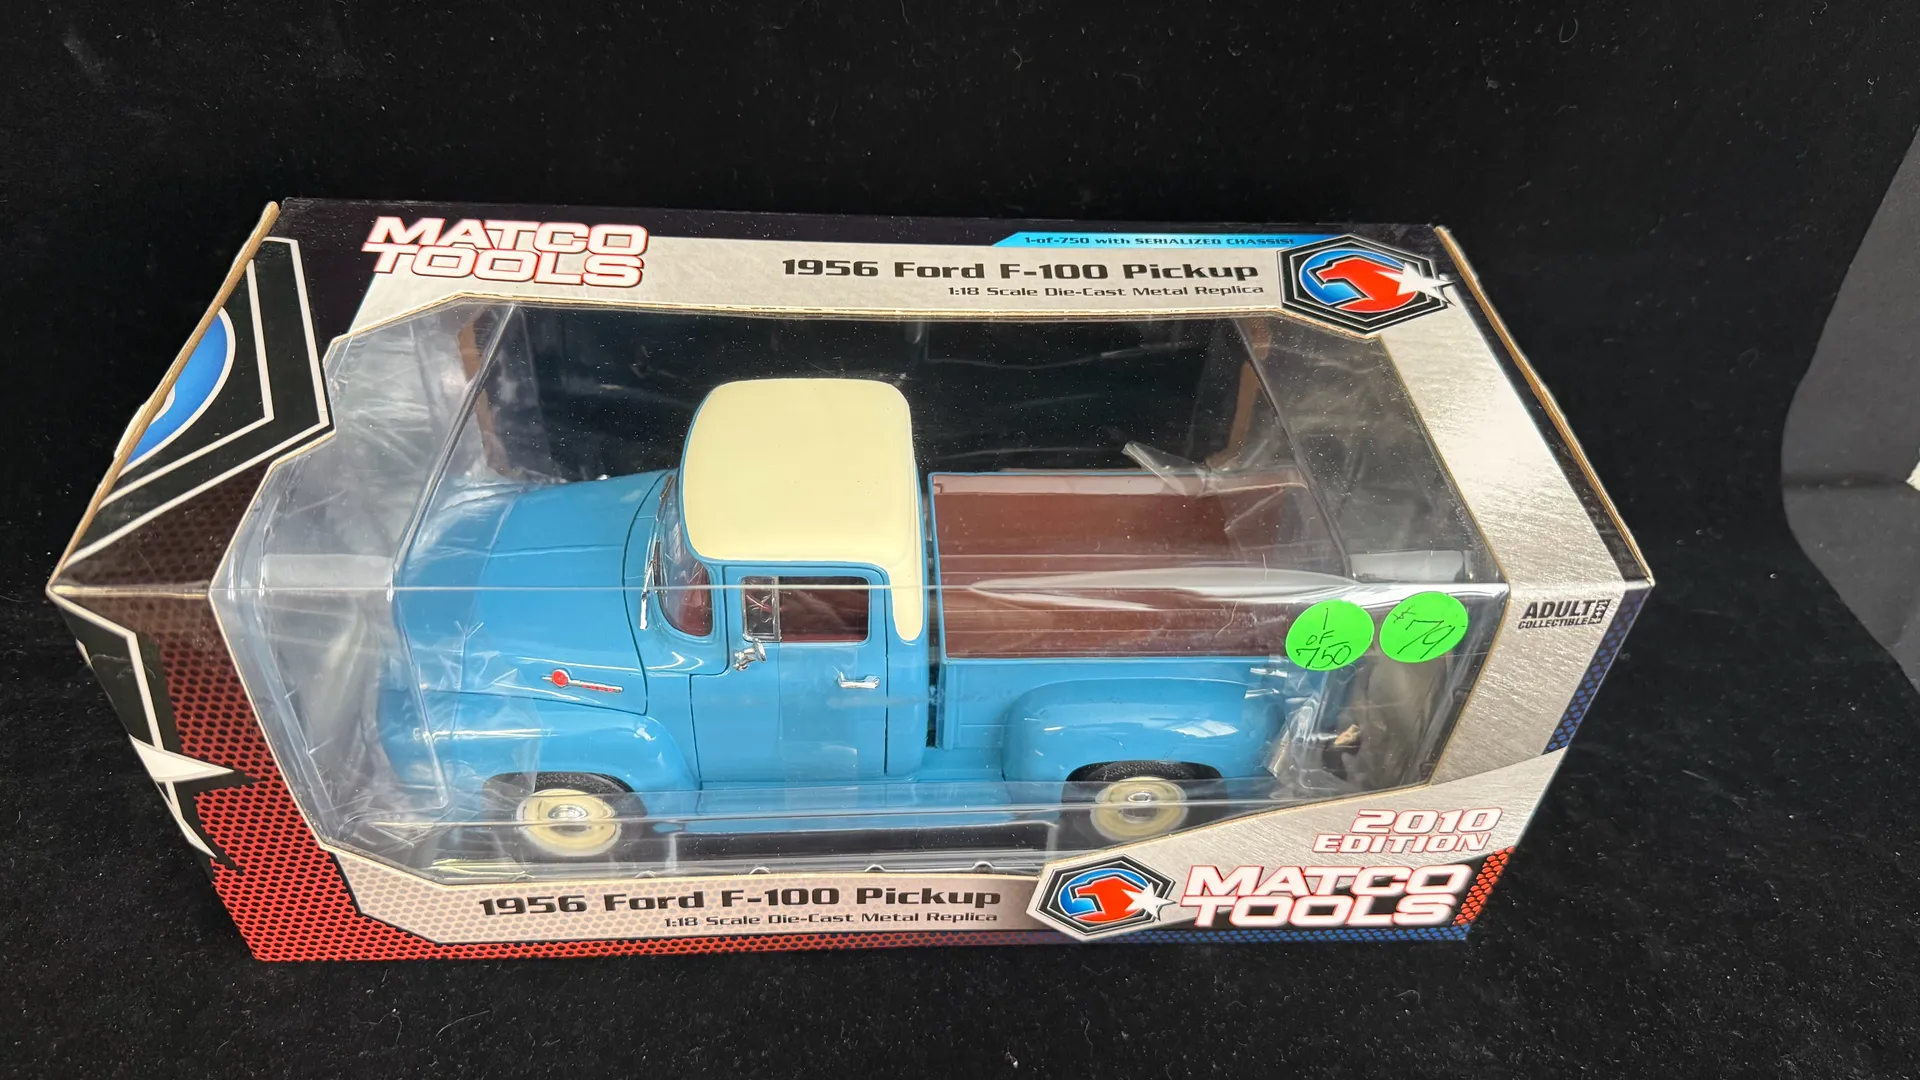 MATCO
TOOLS
1-of-750 with SERIALIZED CHASSIS!
1956 Ford F-100 Pickup
1:18 Scale Die-Cast Metal Replica
ADULT
COLLECTIBLE
1
OF
750
$79
2010
EDITION
1956 Ford F-100 Pickup
1:18 Scale Die-Cast Metal Replica
MATCO
TOOLS